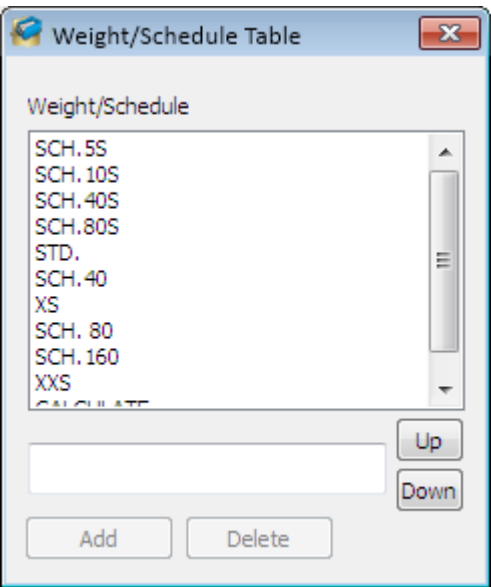 Weight/Schedule Table
Weight/Schedule
SCH.5S
SCH.10S
SCH.40S
SCH.80S
STD.
SCH.40
XS
SCH. 80
SCH.160
XXS
CALCULATE
Up
Down
Add Delete